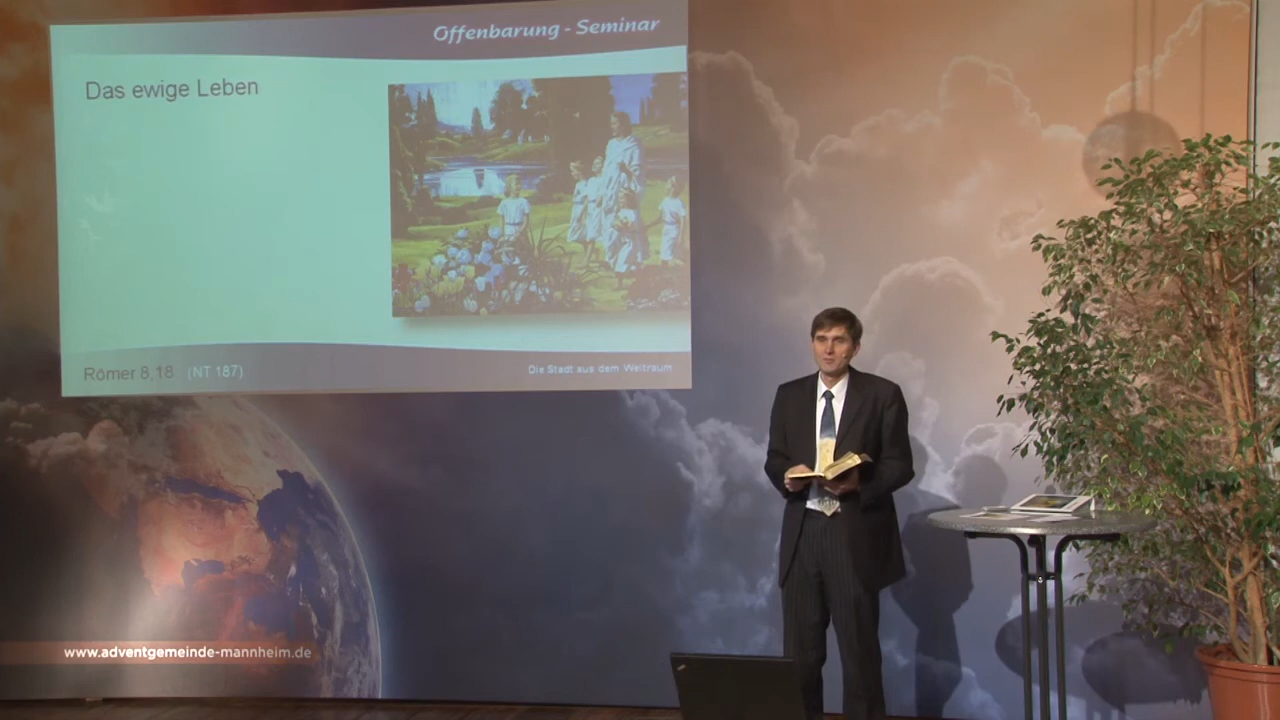 Offenbarung - Seminar
Das ewige Leben
Römer 8,18 (NT 187)
Die Stadt aus dem Weltraum
www.adventgemeinde-mannheim.de